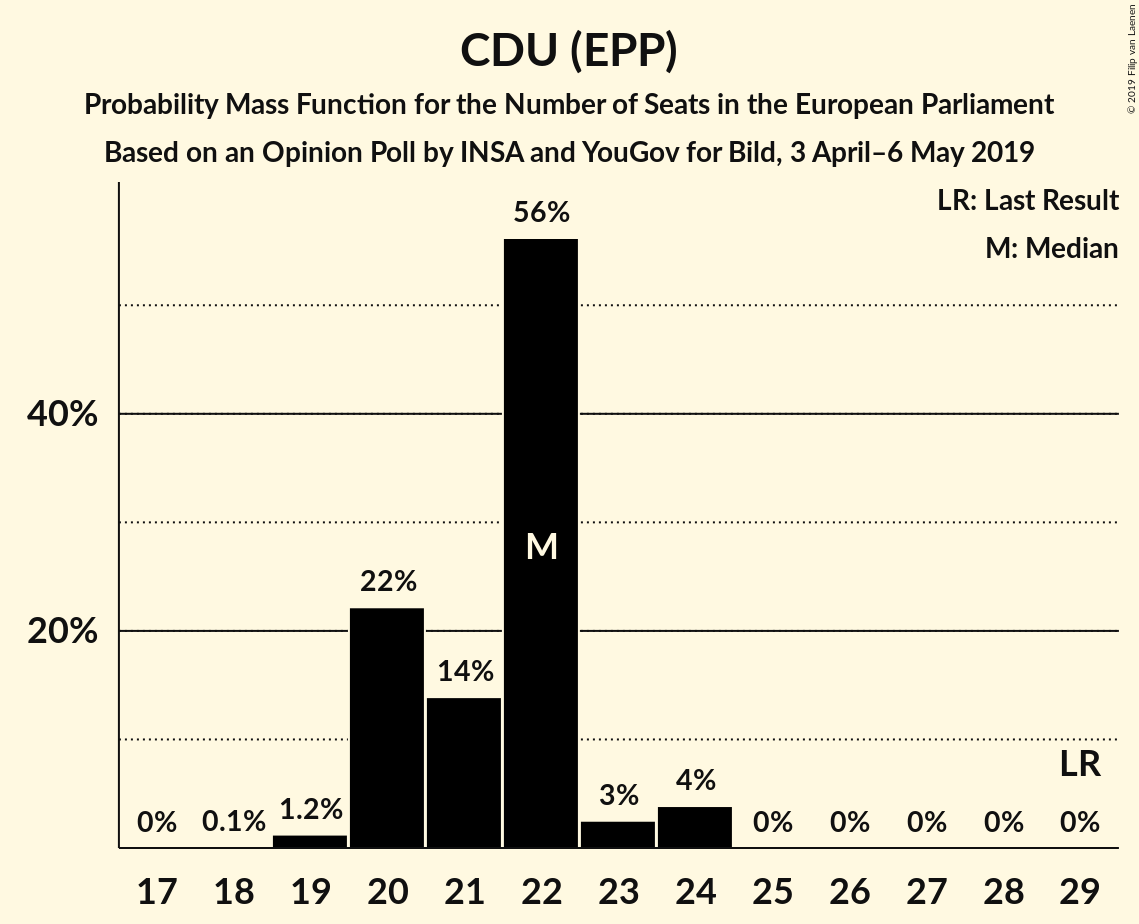 CDU (EPP)
Probability Mass Function for the Number of Seats in the European Parliament
Based on an Opinion Poll by INSA and YouGov for Bild, 3 April–6 May 2019
© 2019 Filip van Laenen
LR: Last Result
M: Median
56%
40%
M
22%
20%
14%
LR
4%
3%
1.2%
0.1%
0%
0%
0%
0%
0%
0%
17 18 19 20 21 22 23 24 25 26 27 28 29